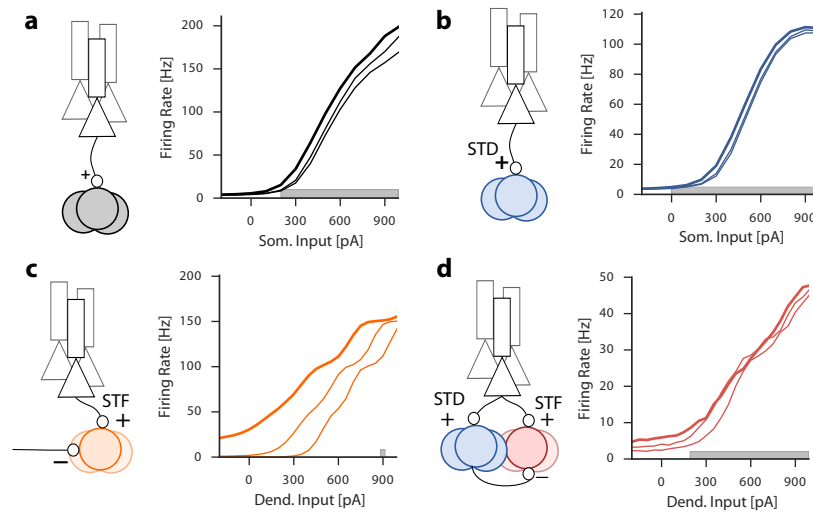 a
+
Firing Rate [Hz]
200
150
100
50
0
0 300 600 900
Som. Input [pA]
b
STD
+
Firing Rate [Hz]
120
100
80
60
40
20
0
0 300 600 900
Som. Input [pA]
c
STF
+
−
Firing Rate [Hz]
200
150
100
50
0
0 300 600 900
Dend. Input [pA]
d
STD STF
+ +
−
Firing Rate [Hz]
50
40
30
20
10
0
0 300 600 900
Dend. Input [pA]